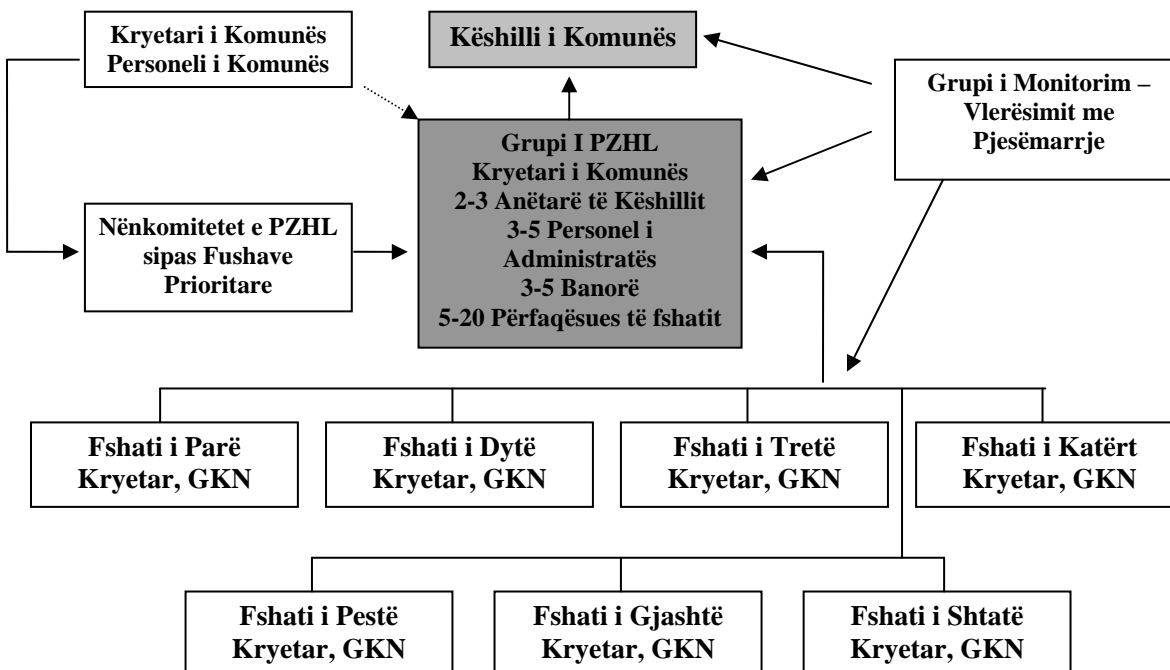 Kryetari i Komunës
Personeli i Komunës
Këshilli i Komunës
Grupi i Monitorim –
Vlerësimit me
Pjesëmarrje
Grupi I PZHL
Kryetari i Komunës
2-3 Anëtarë të Këshillit
3-5 Personel i
Administratës
3-5 Banorë
5-20 Përfaqësues të fshatit
Nënkomitetet e PZHL
sipas Fushave
Prioritare
Fshati i Parë
Kryetar, GKN
Fshati i Dytë
Kryetar, GKN
Fshati i Tretë
Kryetar, GKN
Fshati i Katërt
Kryetar, GKN
Fshati i Pestë
Kryetar, GKN
Fshati i Gjashtë
Kryetar, GKN
Fshati i Shtatë
Kryetar, GKN